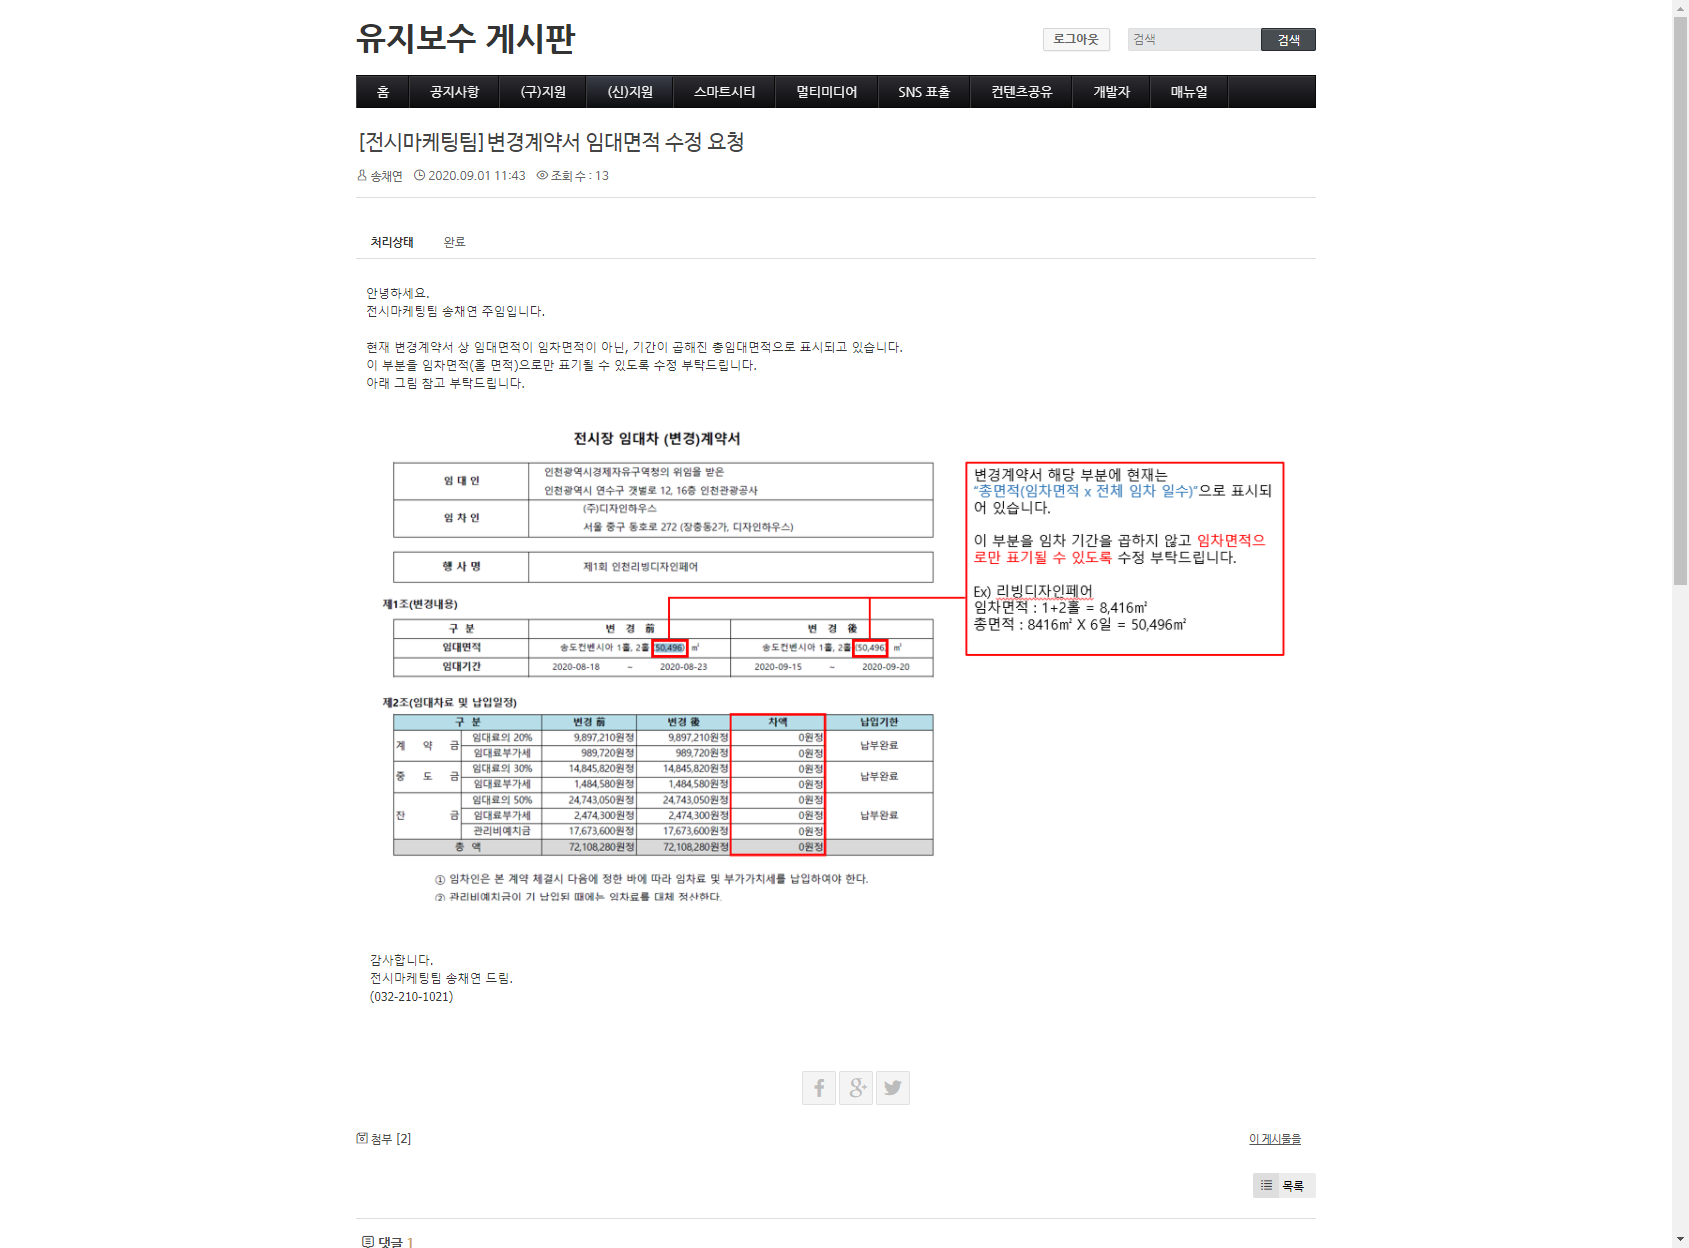 유지보수 게시판
로그아웃
검색
검색
홈 공지사항 (구)지원 (신)지원 스마트시티 멀티미디어 SNS 표출 컨텐츠공유 개발자 매뉴얼
[전시마케팅팀]변경계약서 임대면적 수정 요청
송채연 2020.09.01 11:43 조회 수 : 13
처리상태 완료
안녕하세요.
전시마케팅팀 송채연 주임입니다.
현재 변경계약서 상 임대면적이 임차면적이 아닌, 기간이 곱해진 총임대면적으로 표시되고 있습니다.
이 부분을 임차면적(홀 면적)으로만 표기될 수 있도록 수정 부탁드립니다.
아래 그림 참고 부탁드립니다.
전시장 임대차 (변경)계약서
임 대 인
인천광역시경제자유구역청의 위임을 받은
인천광역시 연수구 갯벌로 12, 16층 인천관광공사
임 차 인
(주)디자인하우스
서울 중구 동호로 272 (장충동2가, 디자인하우스)
행 사 명 제1회 인천리빙디자인페어
변경계약서 해당 부분에 현재는
"총면적(임차면적 x 전체 임차 일수)"으로 표시되
어 있습니다.
이 부분을 임차 기간을 곱하지 않고 임차면적으
로만 표기될 수 있도록 수정 부탁드립니다.
Ex) 리빙디자인페어
임차면적 : 1+2홀 = 8,416㎡
총면적 : 8416㎡ X 6일 = 50,496㎡
제1조(변경내용)
구 분 변 경 前 변 경 後
임대면적 송도컨벤시아 1홀, 2홀 (50,496) ㎡ 송도컨벤시아 1홀, 2홀 (50,496) ㎡
임대기간 2020-08-18 ~ 2020-08-23 2020-09-15 ~ 2020-09-20
제2조(임대차료 및 납입일정)
구 분 변경 前 변경 後 차액 납입기한
계 약 금 임대료의 20% 9,897,210원정 9,897,210원정 0원정 납부완료
임대료부가세 989,720원정 989,720원정 0원정
중 도 금 임대료의 30% 14,845,820원정 14,845,820원정 0원정 납부완료
임대료부가세 1,484,580원정 1,484,580원정 0원정
잔 금 임대료의 50% 24,743,050원정 24,743,050원정 0원정 납부완료
임대료부가세 2,474,300원정 2,474,300원정 0원정
관리비예치금 17,673,600원정 17,673,600원정 0원정
총 액 72,108,280원정 72,108,280원정 0원정
① 임차인은 본 계약 체결시 다음에 정한 바에 따라 임차료 및 부가가치세를 납입하여야 한다.
② 관리비예치금이 기 납입된 때에는 임차료를 대체 정산한다.
감사합니다.
전시마케팅팀 송채연 드림.
(032-210-1021)
첨부 [2]
이 게시물을
목록
댓글 1